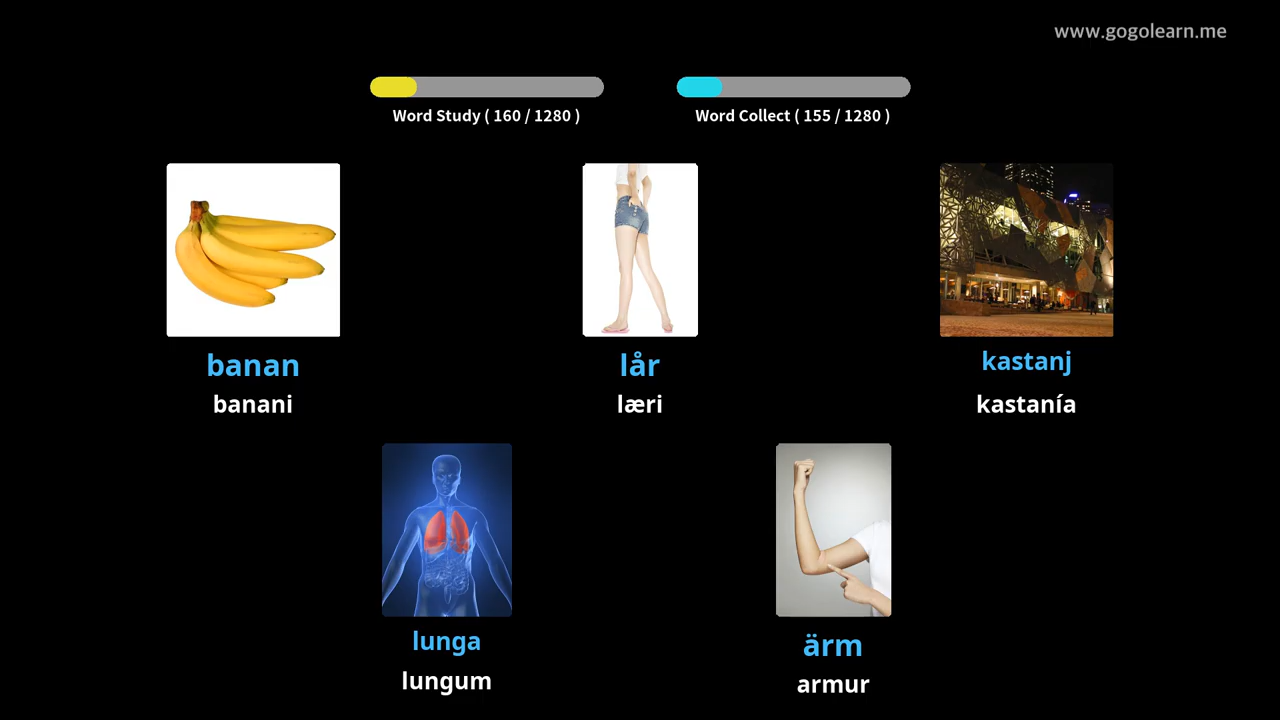 www.gogolearn.me
Word Study ( 160 / 1280 )
Word Collect ( 155 / 1280 )
banan
banani
lår
læri
kastanj
kastanía
lunga
lungum
ärm
armur